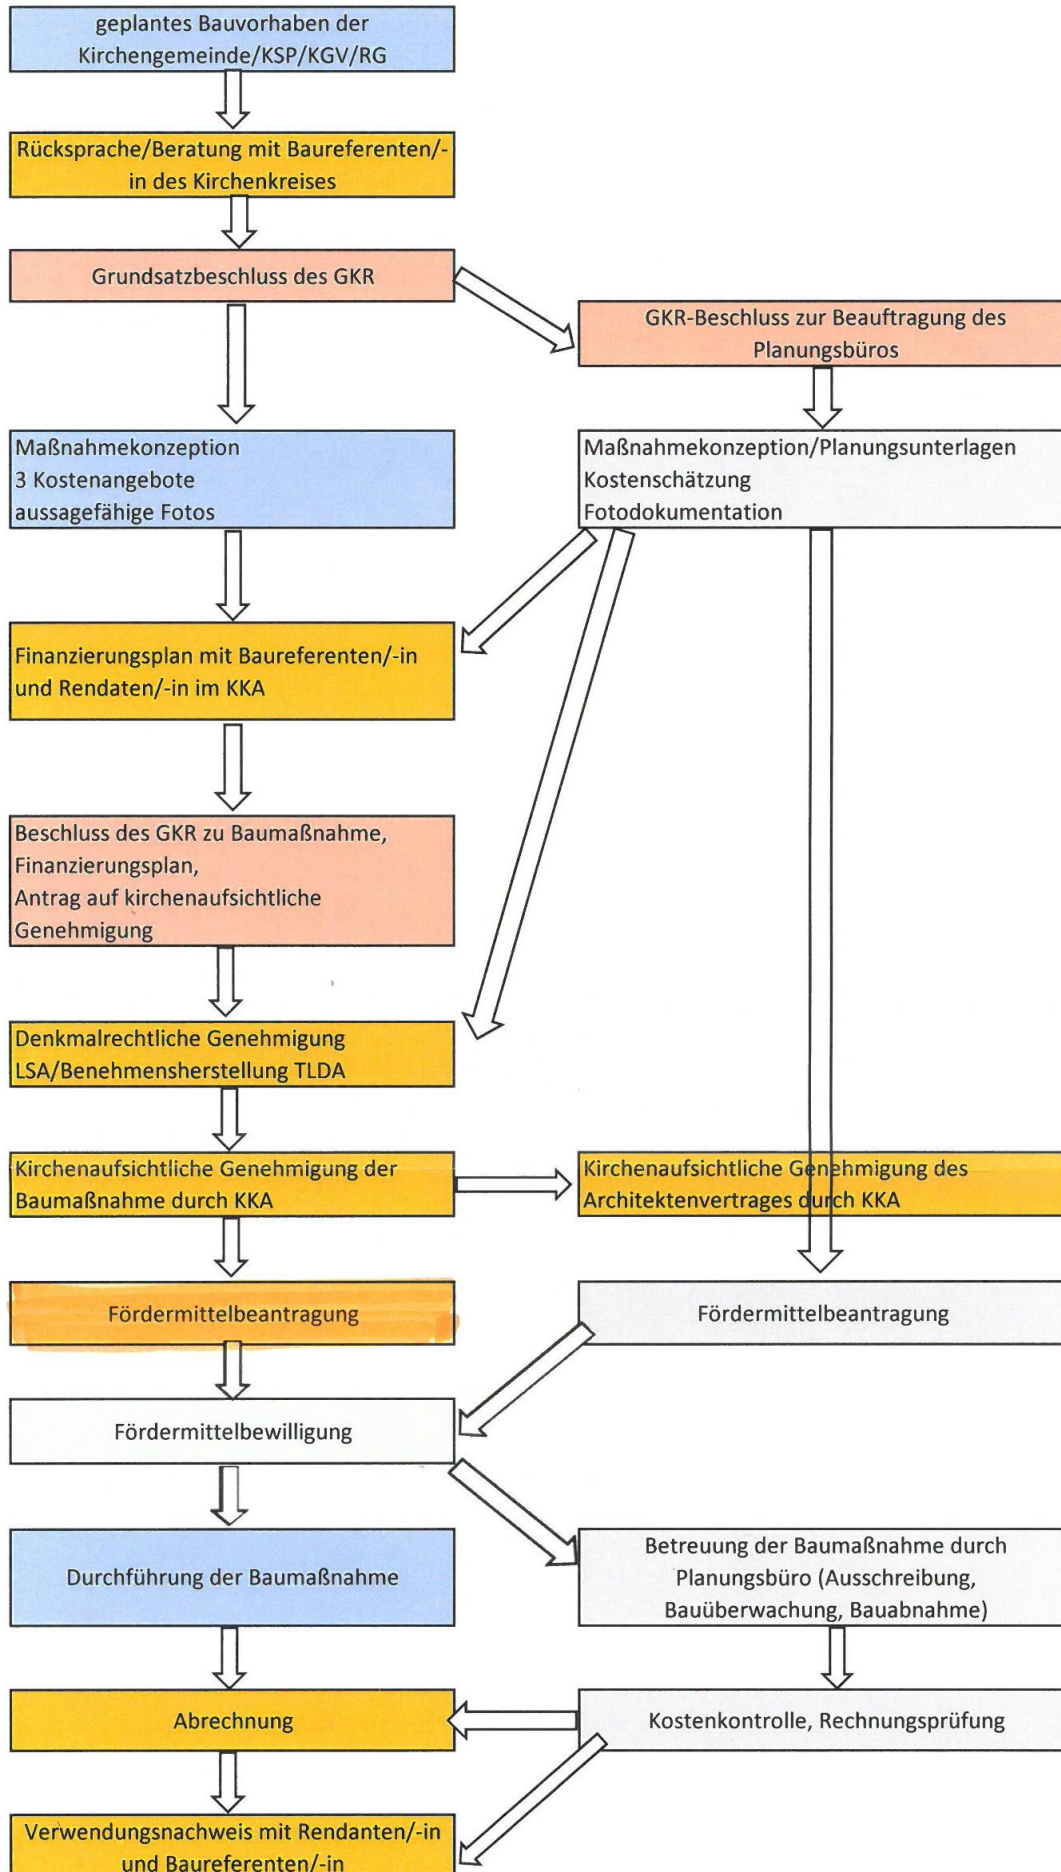 geplantes Bauvorhaben der
Kirchengemeinde/KSP/KGV/RG
Rücksprache/Beratung mit Baureferenten/-
in des Kirchenkreises
Grundsatzbeschluss des GKR
GKR-Beschluss zur Beauftragung des
Planungsbüros
Maßnahmekonzeption
3 Kostenangebote
aussagefähige Fotos
Maßnahmekonzeption/Planungsunterlagen
Kostenschätzung
Fotodokumentation
Finanzierungsplan mit Baureferenten/-in
und Rendaten/-in im KKA
Beschluss des GKR zu Baumaßnahme,
Finanzierungsplan,
Antrag auf kirchenaufsichtliche
Genehmigung
Denkmalrechtliche Genehmigung
LSA/Benehmensherstellung TLDA
Kirchenaufsichtliche Genehmigung der
Baumaßnahme durch KKA
Kirchenaufsichtliche Genehmigung des
Architektenvertrages durch KKA
Fördermittelbeantragung
Fördermittelbeantragung
Fördermittelbewilligung
Durchführung der Baumaßnahme
Betreuung der Baumaßnahme durch
Planungsbüro (Ausschreibung,
Bauüberwachung, Bauabnahme)
Abrechnung
Kostenkontrolle, Rechnungsprüfung
Verwendungsnachweis mit Rendanten/-in
und Baureferenten/-in